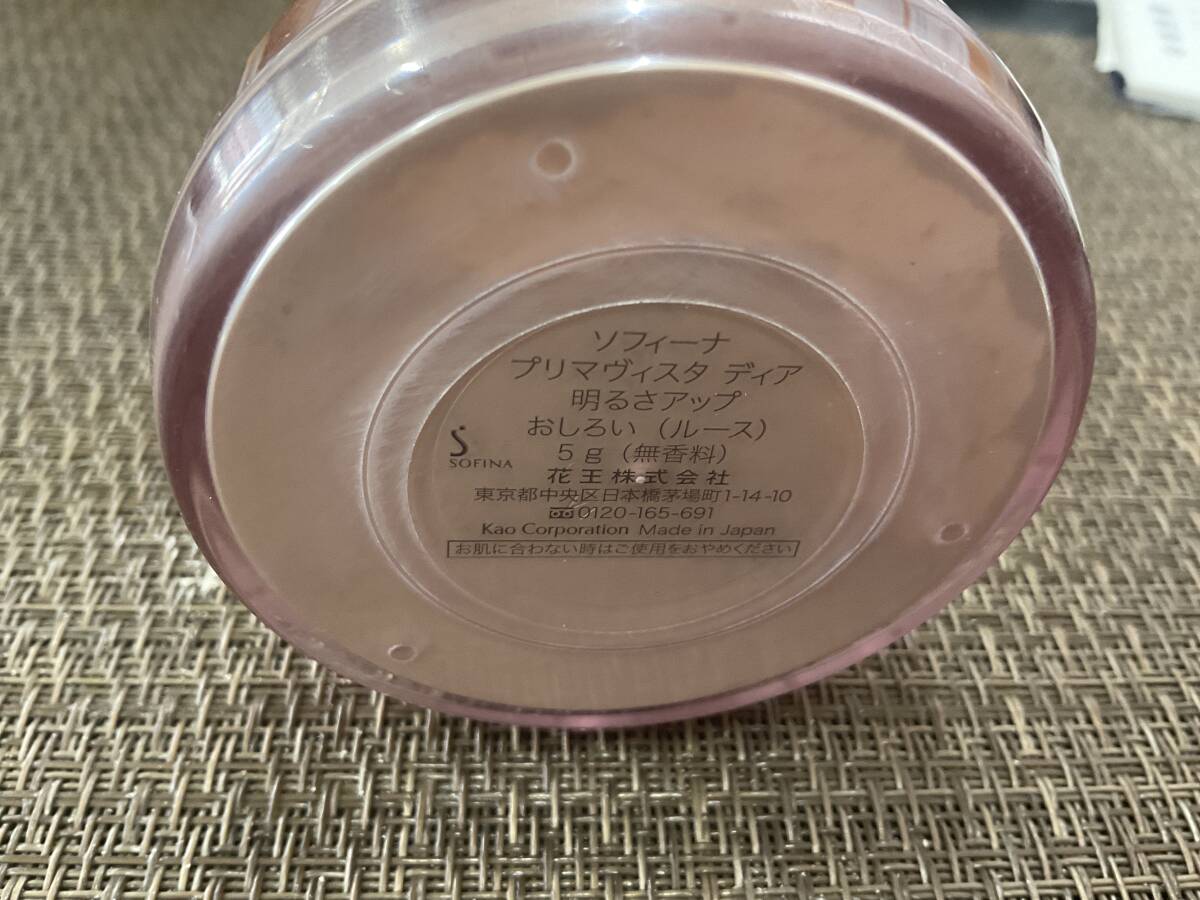 ソフィーナ
プリマヴィスタ ディア
明るさアップ
おしろい（ルース）
5g（無香料）
SOFINA
花王株式会社
東京都中央区日本橋茅場町1-14-10
0120-165-691
Kao Corporation Made in Japan
お肌に合わない時はご使用をおやめください